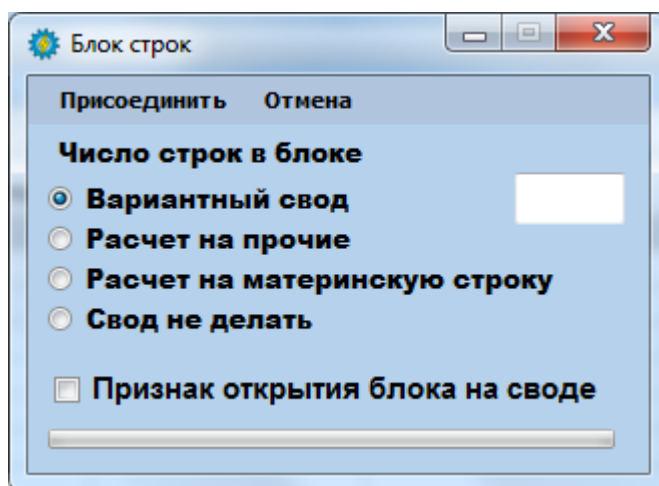 Блок строк
Присоединить Отмена
Число строк в блоке
Вариантный свод
Расчет на прочие
Расчет на материнскую строку
Свод не делать
Признак открытия блока на своде